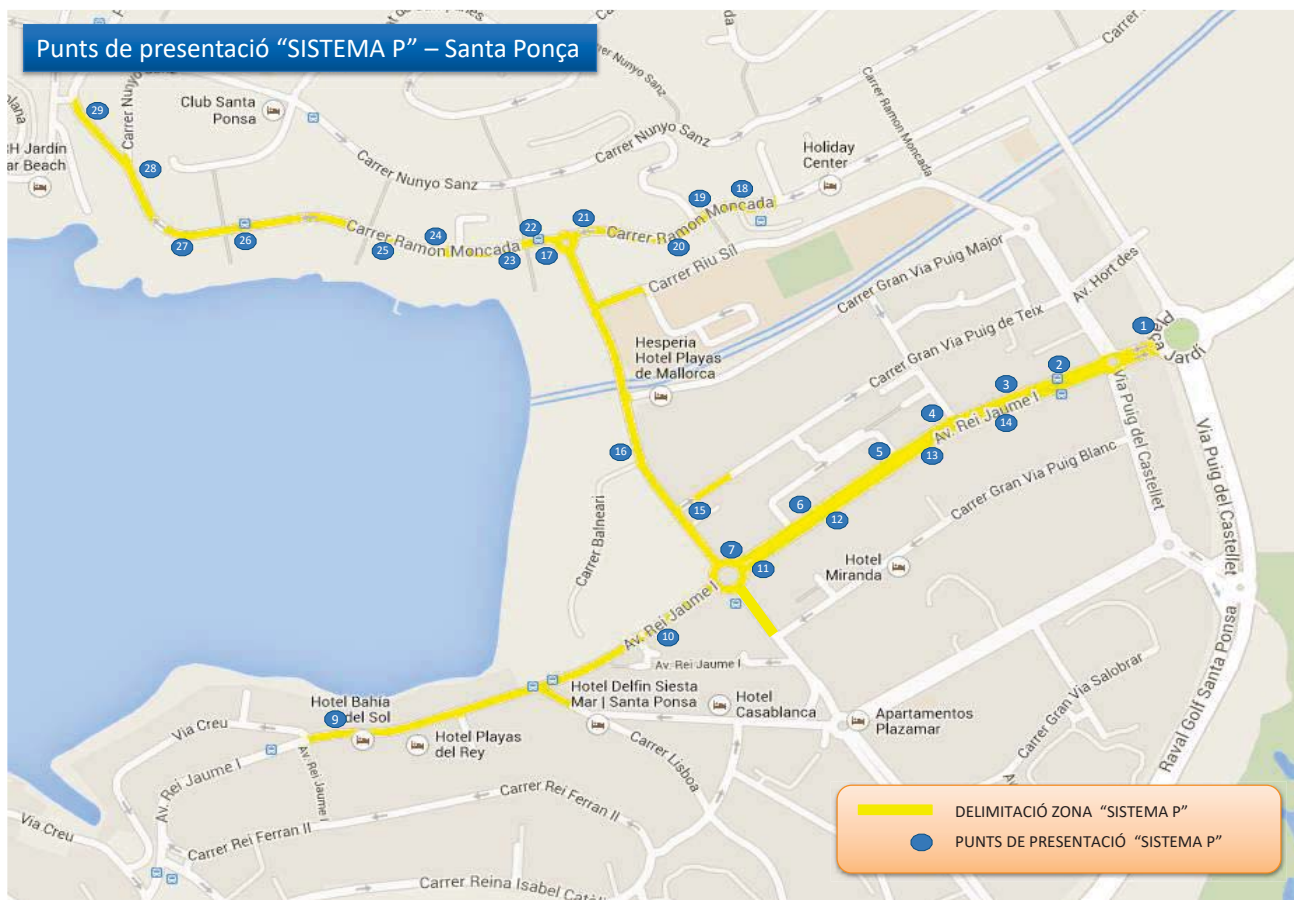 Punts de presentació “SISTEMA P” – Santa Ponça
Carrer Nunyo Sanz
Club Santa
Ponsa
Carrer Nunyo Sanz
Carrer Nunyo Sanz
Carrer Ramon Moncada
Holiday
Center
29
28
27
26
25
24
23
22
17
21
20
19
18
Carrer Ramon Moncada
Carrer Ramon Moncada
Carrer Riu Sil
Carrer Gran Via Puig Major
Av. Hort des
Carrer Gran Via Puig de Teix
Hesperia
Hotel Playas
de Mallorca
1
2
3
4
14
5
13
6
12
7
11
15
16
10
9
Jardí
Av. Rei Jaume I
Via Puig del Castellet
Via Puig del Castellet
Carrer Gran Via Puig Blanc
Carrer Balneari
Hotel
Miranda
Av. Rei Jaume I
Av. Rei Jaume I
Hotel Bahía
del Sol
Hotel Playas
del Rey
Hotel Delfin Siesta
Mar | Santa Ponsa
Hotel
Casablanca
Apartamentos
Plazamar
Carrer Gran Via Salobrar
Raval Golf Santa Ponsa
Via Creu
Av. Rei Jaume I
Av. Rei Jaume I
Carrer Lisboa
Carrer Rei Ferran II
Carrer Rei Ferran II
Via Creu
Carrer Reina Isabel
DELIMITACIÓ ZONA “SISTEMA P”
PUNTS DE PRESENTACIÓ “SISTEMA P”